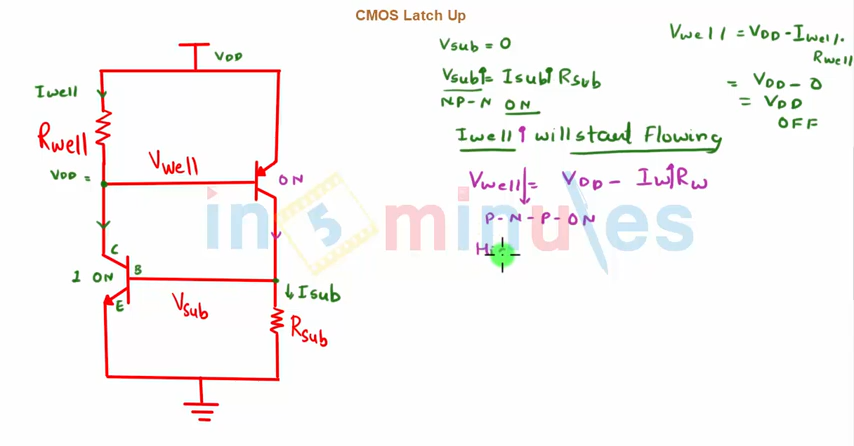 CMOS Latch Up
VDD
Iwell
Rwell
Vwell
VDD =
ON
C
B
1 ON
E
Vsub
Isub
Rsub
Vsub = 0
Vsub↑= Isub↑Rsub
NP-N ON
Iwell↑ will start Flowing
Vwell↓= VDD - Iw↑Rw
P-N-P-ON
Vwell = VDD-Iwell.
Rwell
= VDD-0
= VDD
OFF
in 5 minutes